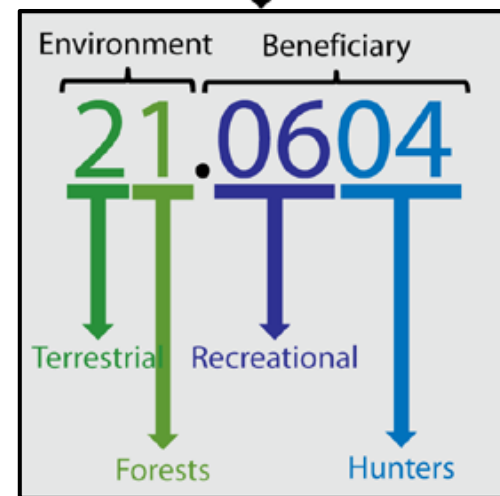 Environment Beneficiary
21.0604
Terrestrial Recreational
Forests Hunters